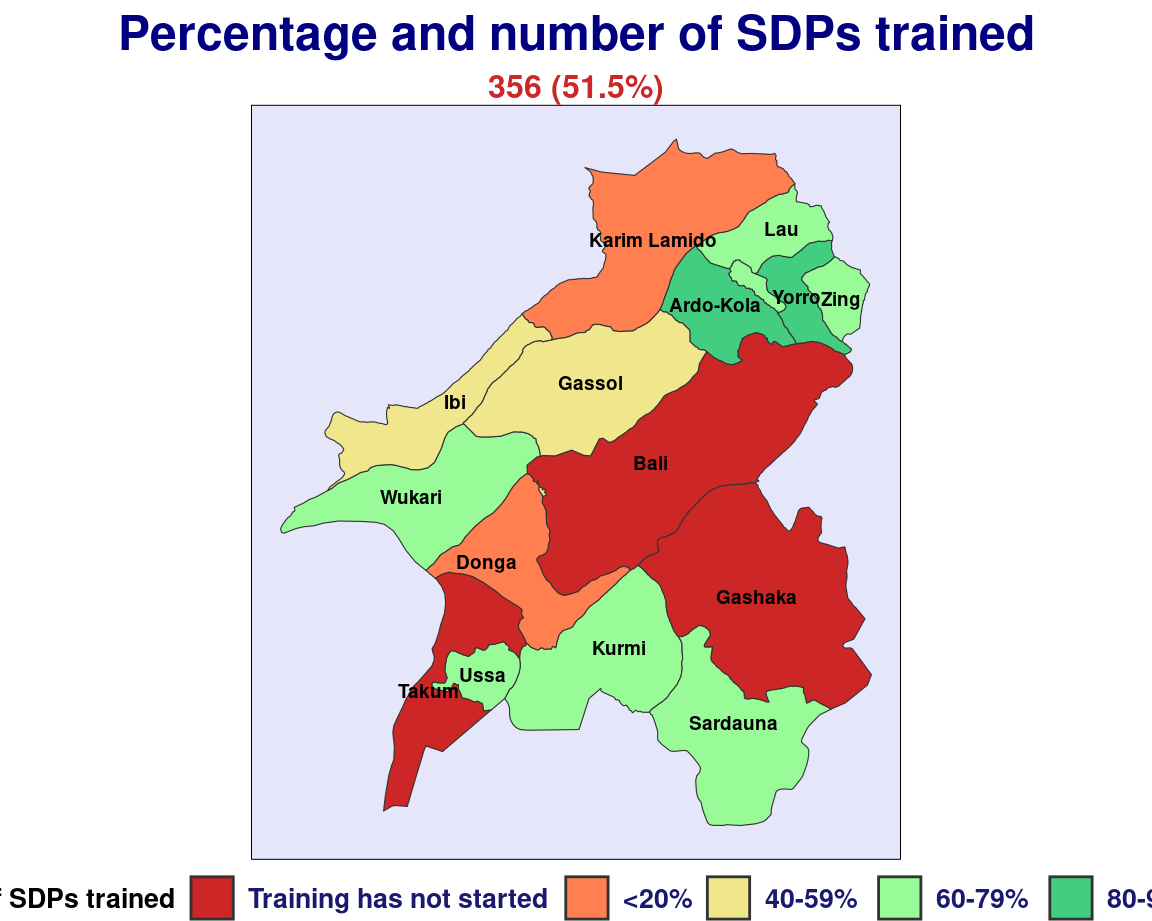 Percentage and number of SDPs trained
356 (51.5%)
Karim Lamido
Lau
Yorro
Zing
Ardo-Kola
Gassol
Ibi
Bali
Wukari
Donga
Gashaka
Kurmi
Ussa
Takum
Sardauna
SDPs trained Training has not started <20% 40-59% 60-79% 80-9